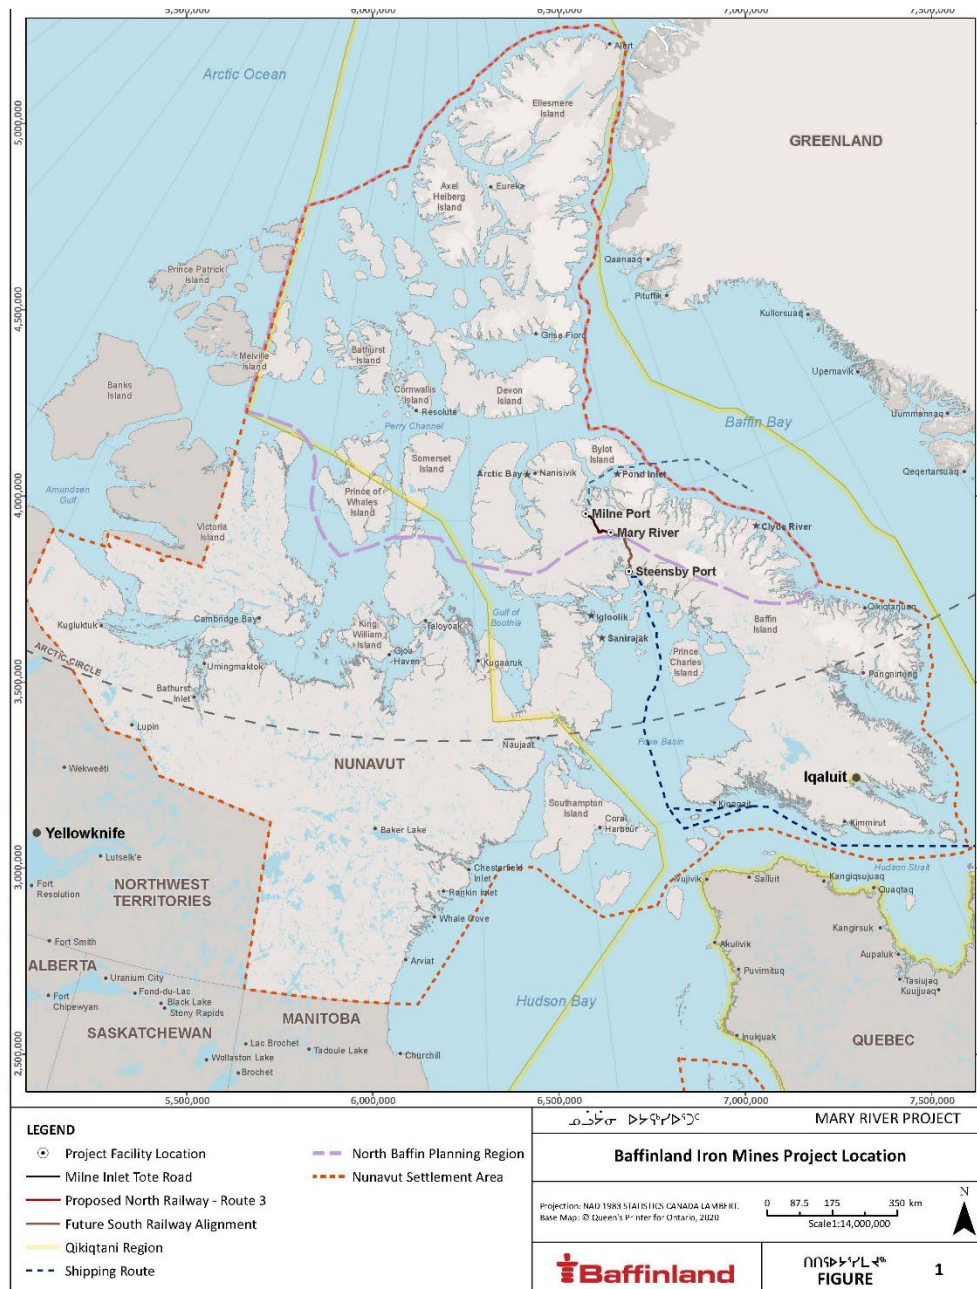 5,500,000
6,000,000
6,500,000
7,000,000
7,500,000
Arctic Ocean
Alert
Ellesmere
Island
GREENLAND
5,000,000
Axel
Heiberg
Island
Eureka
Qaanaaq
Pituffik
Prince Patrick
Island
Kullorsuaq
4,500,000
Grise Fiord
Melville
Island
Bathurst
Island
Upernavik
Banks
Island
Cornwallis
Island
Devon
Island
Resolute
Uummannaq
Perry Channel
Baffin Bay
Somerset
Island
Bylot
Island
Qeqertarsuaq
Arctic Bay
Nanisivik
Pond Inlet
4,000,000
Amundsen
Gulf
Prince of
Whales
Island
Milne Port
Clyde River
Victoria
Island
Mary River
Steensby Port
Qikiqtarjuaq
Kugluktuk
Cambridge Bay
King
William
Island
Taloyoak
Gulf of
Boothia
Igloolik
Baffin
Island
Sanirajak
Gjoa
Haven
Kugaaruk
Prince
Charles
Island
ARCTIC CIRCLE
Umingmaktok
Pangnirtung
3,500,000
Bathurst
Inlet
Lupin
Naujaat
Foxe Basin
Wekweètì
NUNAVUT
Iqaluit
Southampton
Island
Kinngait
Yellowknife
Baker Lake
Coral
Harbour
Kimmirut
Lutselk'e
3,000,000
Chesterfield
Inlet
Hudson Strait
Fort
Resolution
NORTHWEST
TERRITORIES
Rankin Inlet
Ivujivik
Salluit
Kangiqsujuaq
Quaqtaq
Whale Cove
Kangirsuk
Fort Smith
Arviat
Akulivik
Aupaluk
ALBERTA
Uranium City
Puvirnituq
Tasiujaq
Fort
Chipewyan
Fond-du-Lac
Black Lake
Stony Rapids
Kuujjuaq
Hudson Bay
SASKATCHEWAN
MANITOBA
Inukjuak
QUEBEC
2,500,000
Lac Brochet
Tadoule Lake
Churchill
Wollaston Lake
Brochet
5,500,000
6,000,000
6,500,000
7,000,000
7,500,000
LEGEND
Project Facility Location
Milne Inlet Tote Road
Proposed North Railway - Route 3
Future South Railway Alignment
Qikiqtani Region
Shipping Route
North Baffin Planning Region
Nunavut Settlement Area
MARY RIVER PROJECT
Baffinland Iron Mines Project Location
Projection: NAD 1983 STATISTICS CANADA LAMBERT.
Base Map: © Queen's Printer for Ontario, 2020
0 87.5 175 350 km
Scale1:14,000,000
N
Baffinland
FIGURE 1